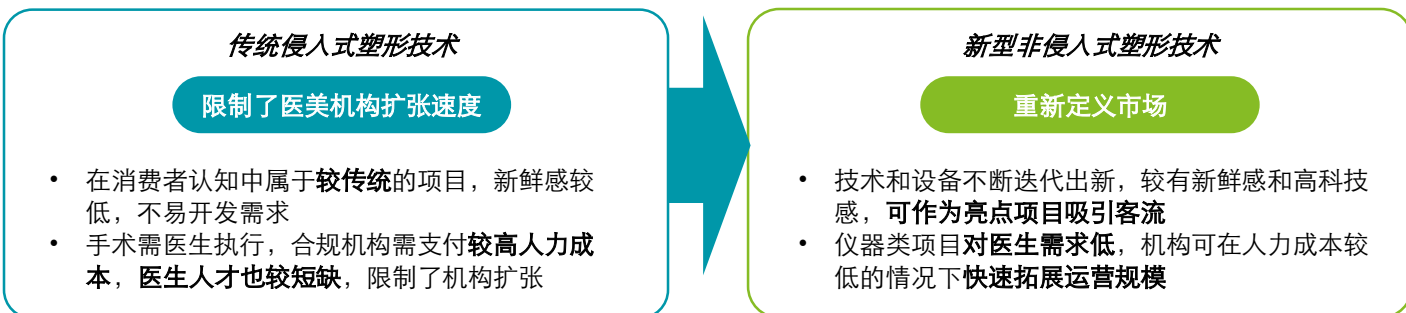 传统侵入式塑形技术
限制了医美机构扩张速度
• 在消费者认知中属于较传统的项目，新鲜感较
低，不易开发需求
• 手术需医生执行，合规机构需支付较高人力成
本，医生人才也较短缺，限制了机构扩张
新型非侵入式塑形技术
重新定义市场
• 技术和设备不断迭代出新，较有新鲜感和高科技
感，可作为亮点项目吸引客流
• 仪器类项目对医生需求低，机构可在人力成本较
低的情况下快速拓展运营规模